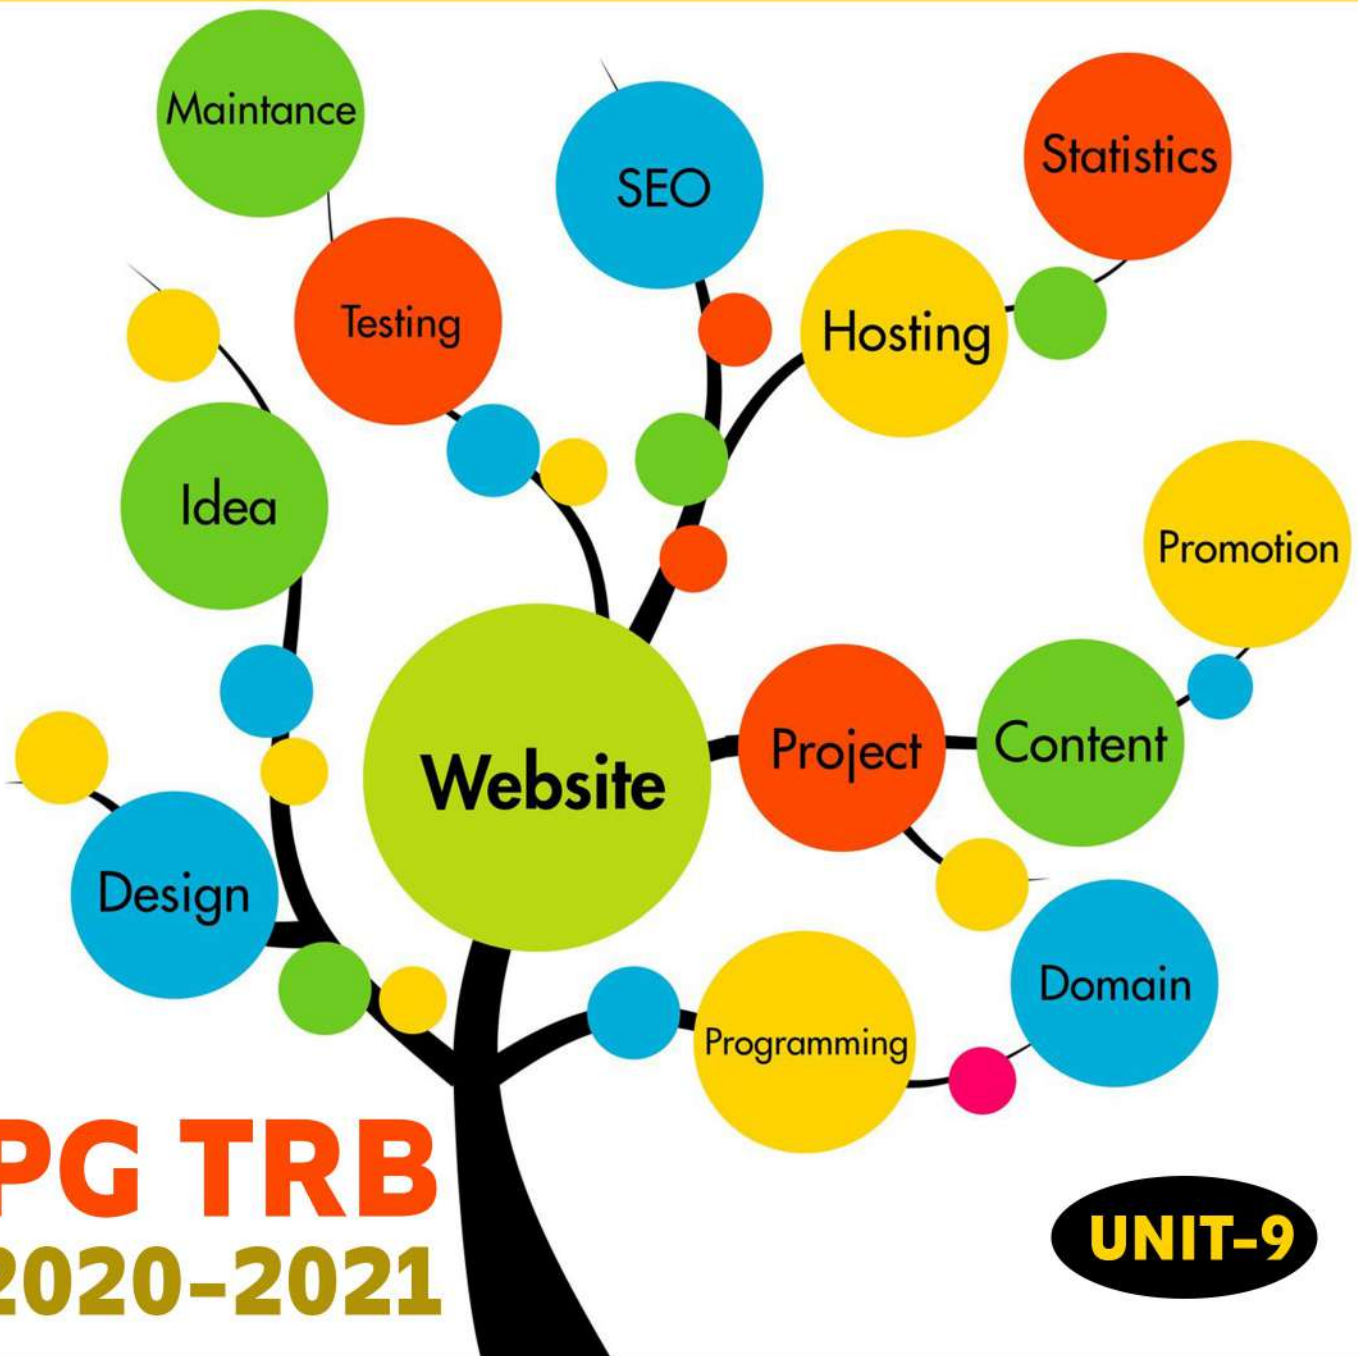 Maintance
SEO
Statistics
Testing
Hosting
Idea
Promotion
Website
Project
Content
Design
Domain
Programming
PG TRB
2020-2021
UNIT-9